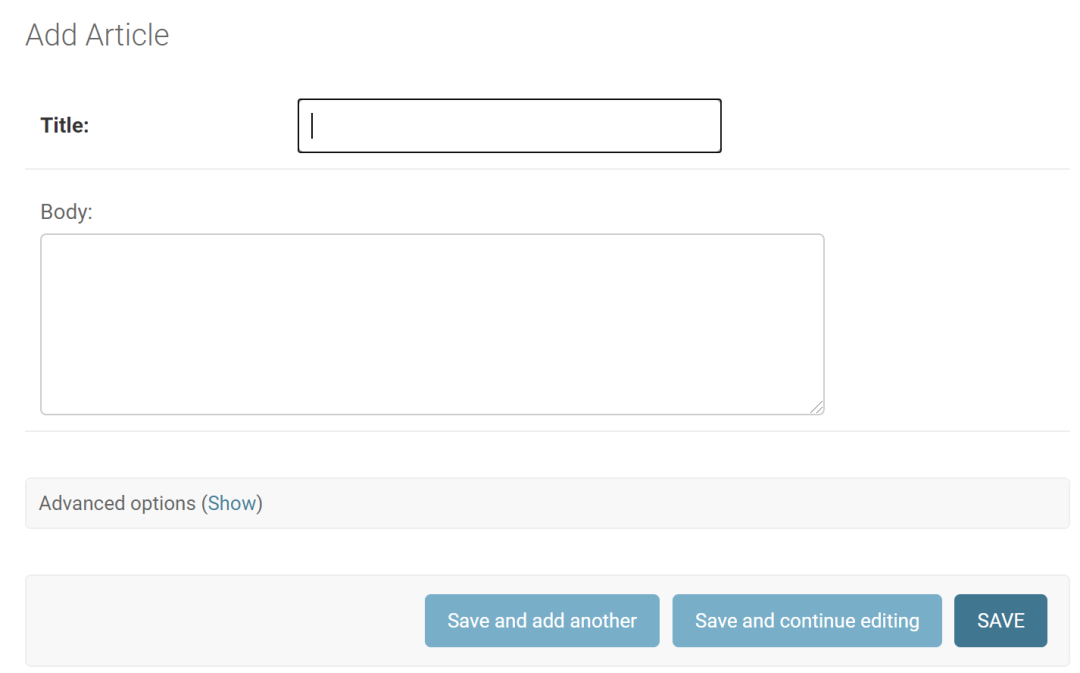 Add Article
Title:
Body:
Advanced options (Show)
Save and add another Save and continue editing SAVE